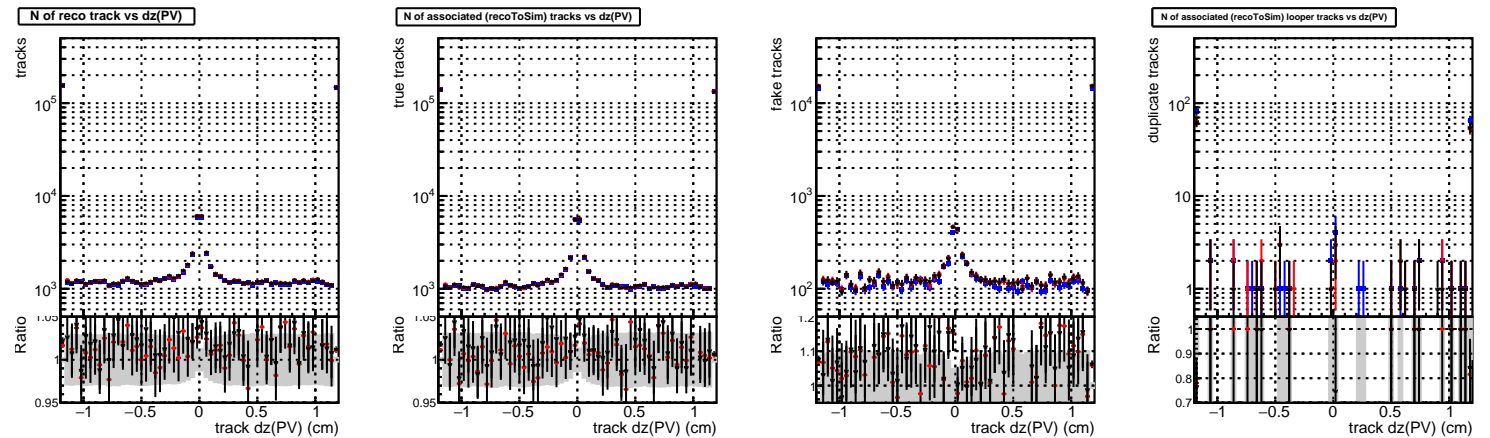 N of reco track vs dz(PV)
tracks
10^5
10^4
10^3
Ratio
1.05
1
0.95
−1 −0.5 0 0.5 1
track dz(PV) (cm)
N of associated (recoToSim) tracks vs dz(PV)
true tracks
10^5
10^4
10^3
Ratio
1.05
1
0.95
−1 −0.5 0 0.5 1
track dz(PV) (cm)
fake tracks
10^4
10^3
10^2
Ratio
1.2
1.1
1
−1 −0.5 0 0.5 1
track dz(PV) (cm)
N of associated (recoToSim) looper tracks vs dz(PV)
duplicate tracks
10^2
10
1
Ratio
1
0.9
0.8
0.7
−1 −0.5 0 0.5 1
track dz(PV) (cm)